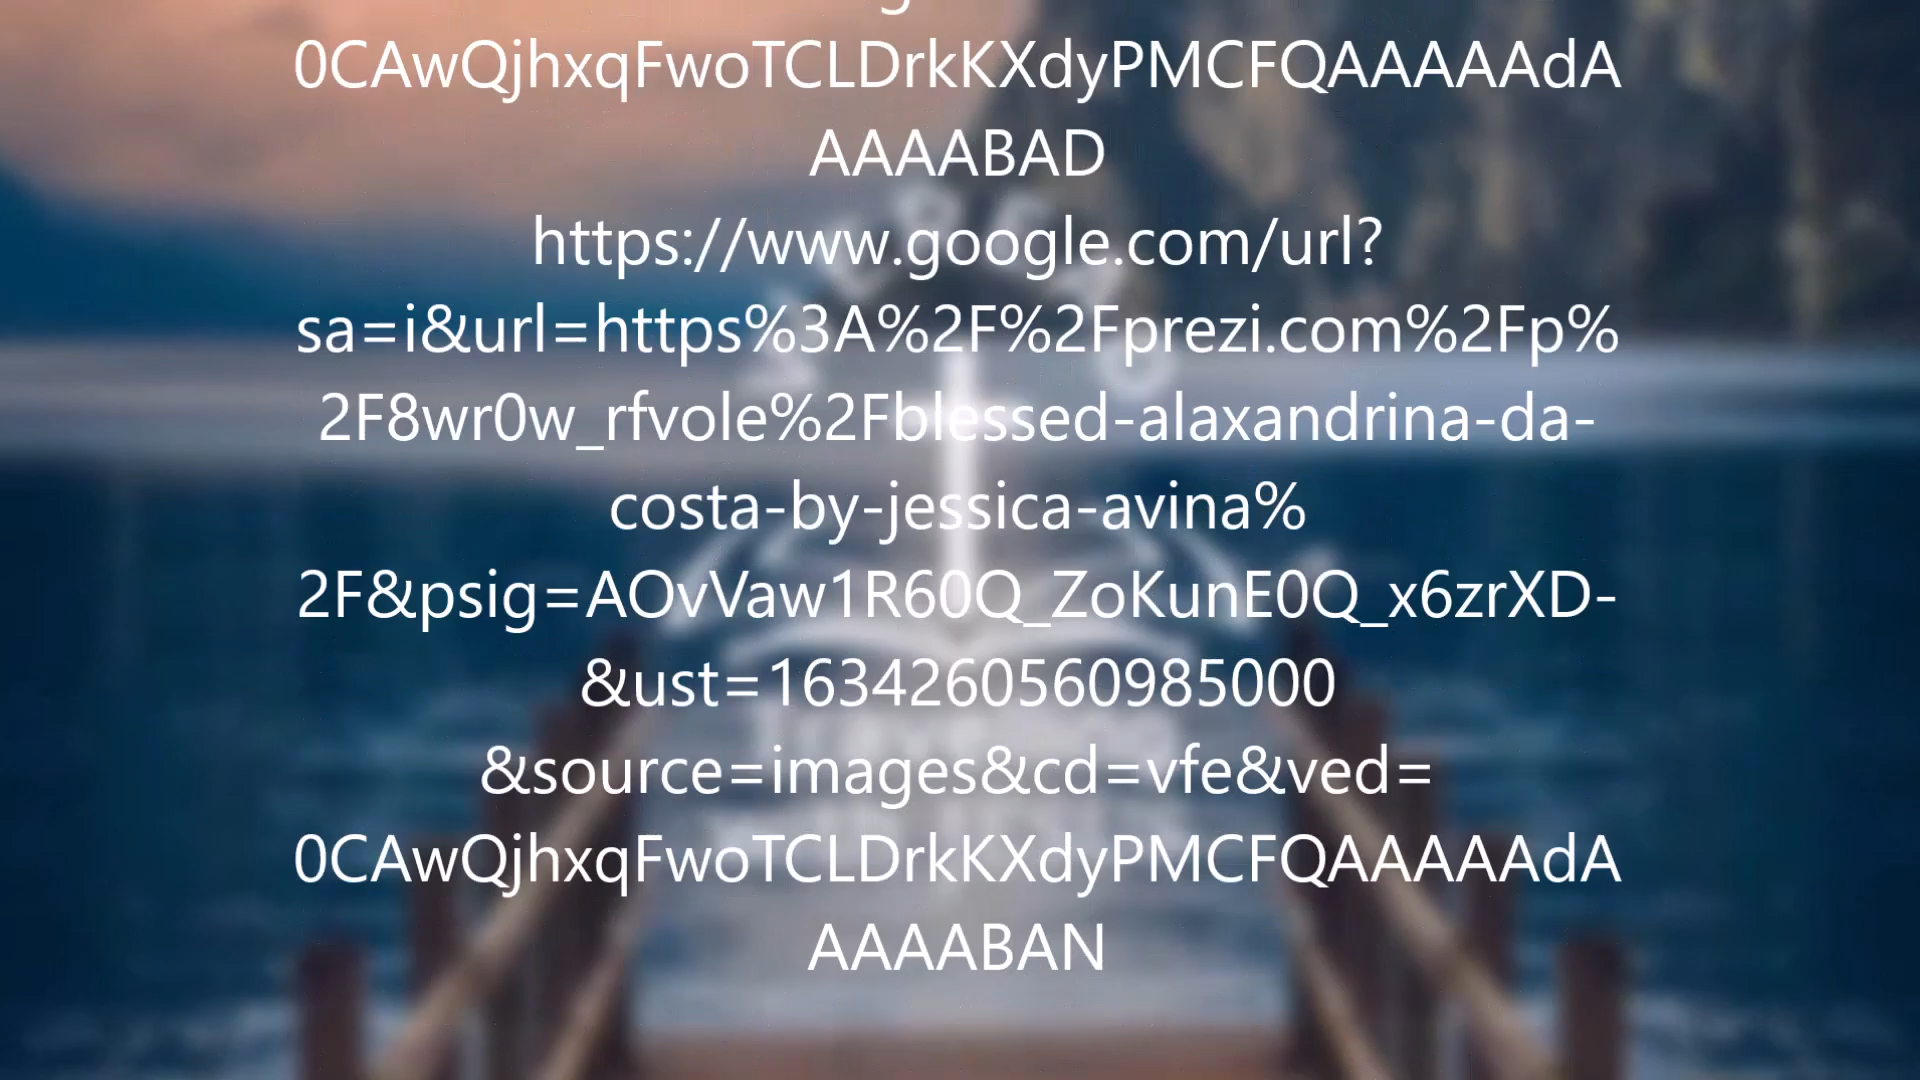 0CAwQjhxqFwoTCLDrkKXdyPMCFQAAAAAdA
AAAABAD
https://www.google.com/url?
sa=i&url=https%3A%2F%2Fprezi.com%2Fp%
2F8wr0w_rfvole%2Fblessed-alaxandrina-da-
costa-by-jessica-avina%
2F&psig=AOvVaw1R60Q_ZoKunE0Q_x6zrXD-
&ust=1634260560985000
&source=images&cd=vfe&ved=
0CAwQjhxqFwoTCLDrkKXdyPMCFQAAAAAdA
AAAABAN